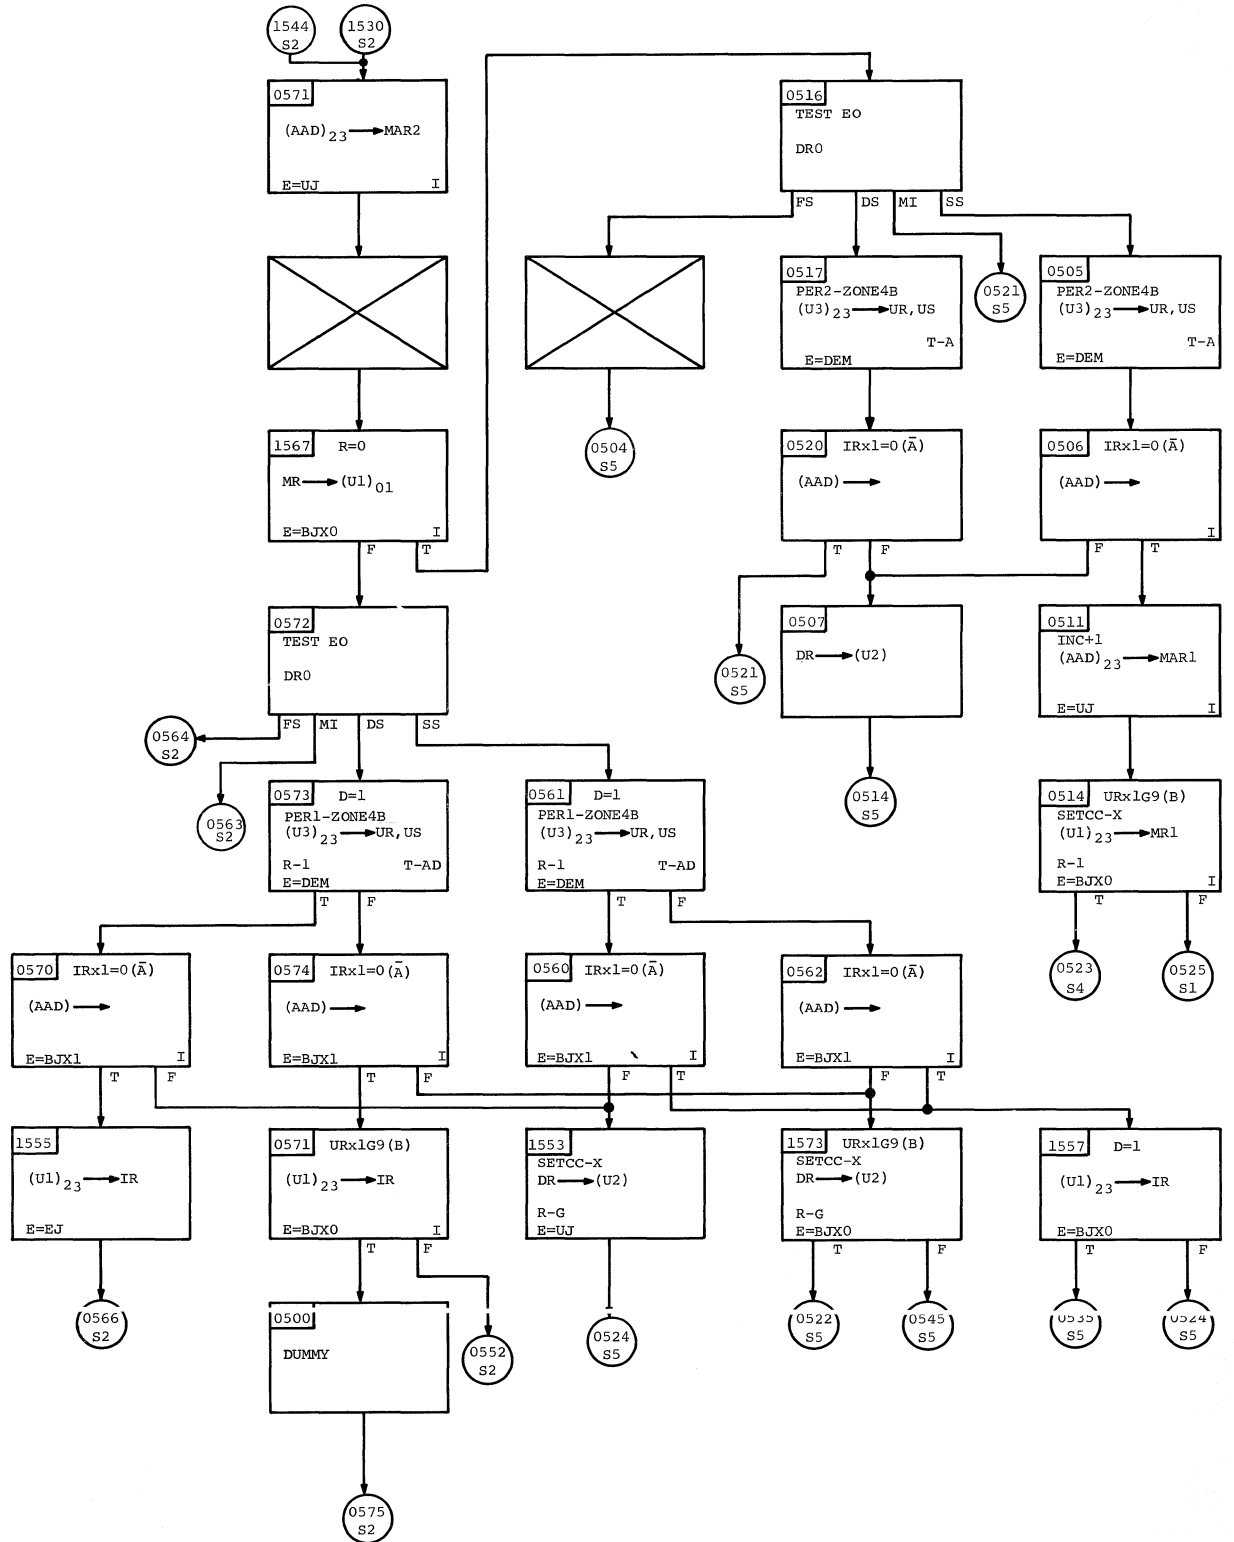 1544
S2
1530
S2
0571
(AAD)23 → MAR2
E=UJ I
0516
TEST EO
DR0
FS DS MI SS
0517
PER2-ZONE4B
(U3)23 → UR,US
T-A
E=DEM
0521
S5
0505
PER2-ZONE4B
(U3)23 → UR,US
T-A
E=DEM
1567 R=0
MR → (U1)01
E=BJX0 I
F T
0504
S5
0520 IRx1=0(Ā)
(AAD) →
T F
0506 IRx1=0(Ā)
(AAD) →
I
F T
0572
TEST EO
DR0
FS MI DS SS
0521
S5
0507
DR → (U2)
0511
INC+1
(AAD)23 → MAR1
E=UJ I
0564
S2
0563
S2
0573 D=1
PER1-ZONE4B
(U3)23 → UR,US
R-1 T-AD
E=DEM
T F
0561 D=1
PER1-ZONE4B
(U3)23 → UR,US
R-1 T-AD
E=DEM
T F
0514
S5
0514 URx1G9(B)
SETCC-X
(U1)23 → MR1
R-1
E=BJX0 I
T F
0570 IRx1=0(Ā)
(AAD) →
E=BJX1 I
T F
0574 IRx1=0(Ā)
(AAD) →
E=BJX1 I
T F
0560 IRx1=0(Ā)
(AAD) →
E=BJX1 I
F T
0562 IRx1=0(Ā)
(AAD) →
E=BJX1 I
F T
0523
S4
0525
S1
1555
(U1)23 → IR
E=EJ
0571 URx1G9(B)
(U1)23 → IR
E=BJX0 I
T F
1553
SETCC-X
DR → (U2)
R-G
E=UJ
1573 URx1G9(B)
SETCC-X
DR → (U2)
R-G
E=BJX0
T F
1557 D=1
(U1)23 → IR
E=BJX0
T F
0566
S2
0500
DUMMY
0552
S2
0524
S5
0522
S5
0545
S5
0535
S5
0524
S5
0575
S2